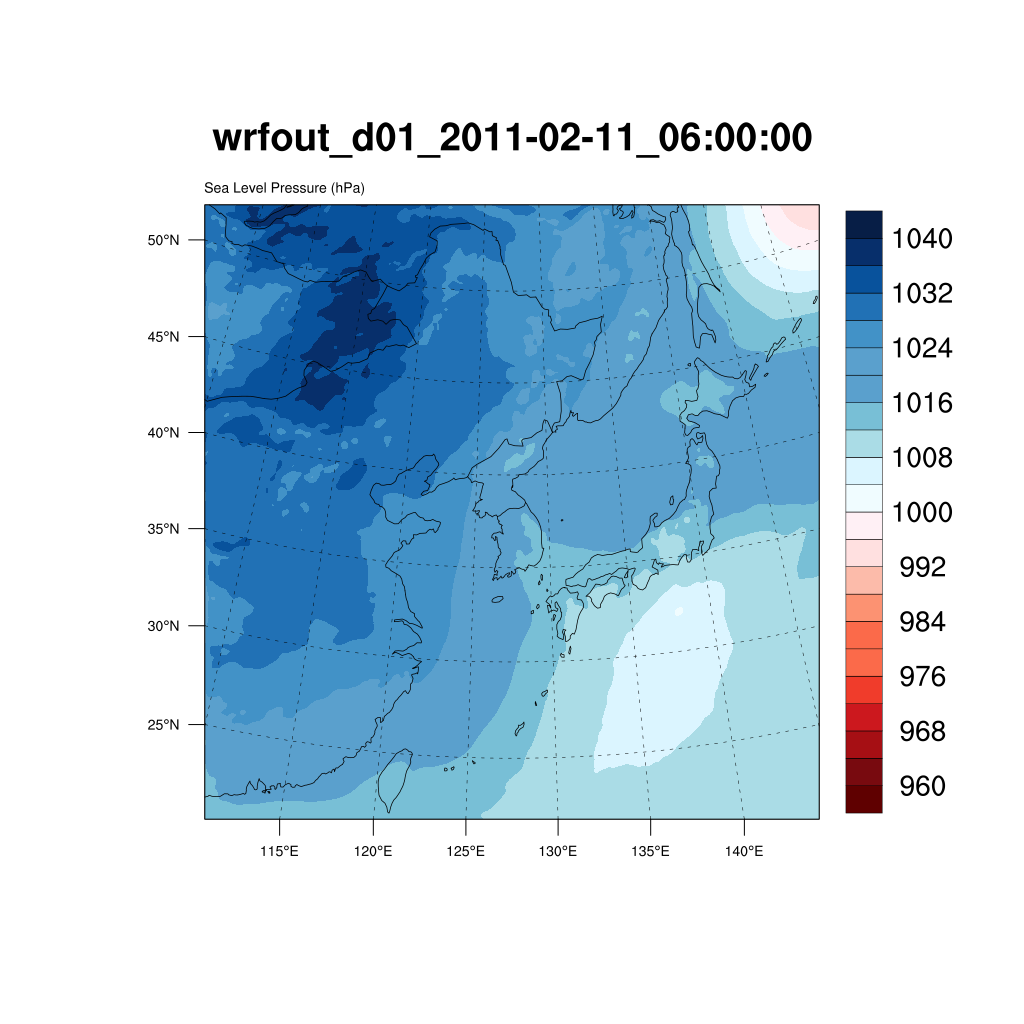 wrfout_d01_2011-02-11_06:00:00
Sea Level Pressure (hPa)
50°N
45°N
40°N
35°N
30°N
25°N
115°E 120°E 125°E 130°E 135°E 140°E
1040
1032
1024
1016
1008
1000
992
984
976
968
960